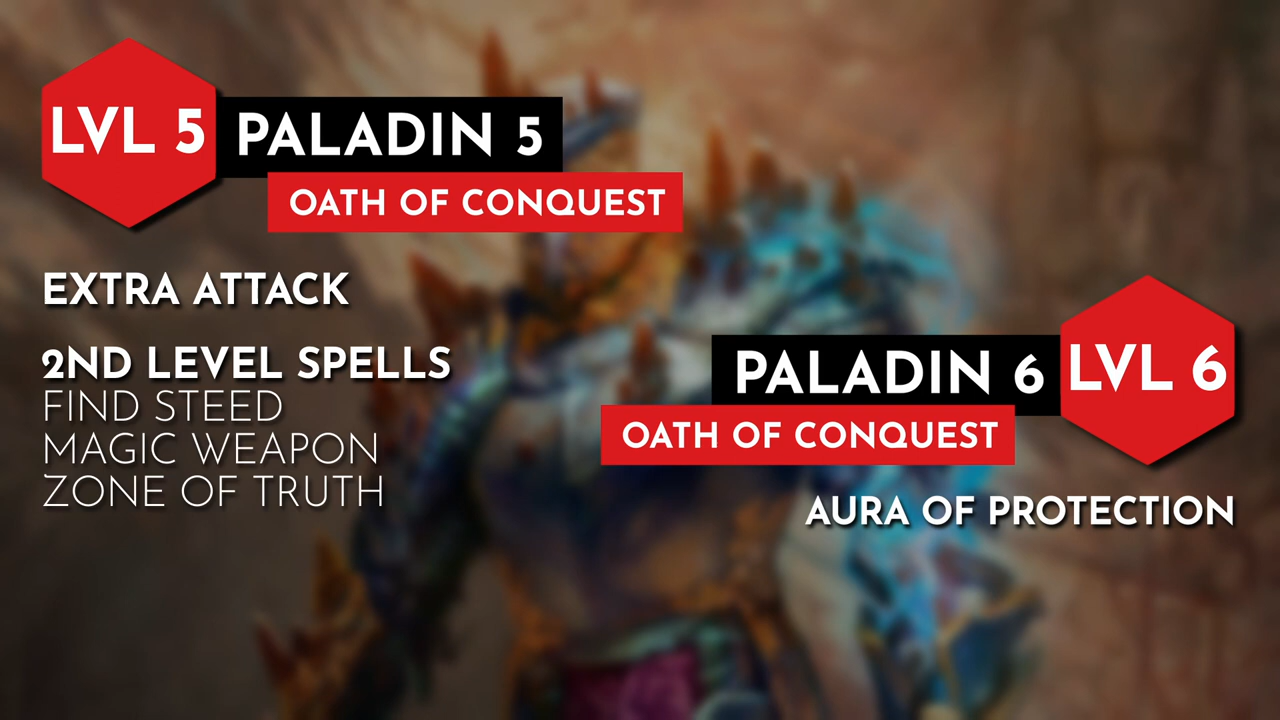 LVL 5
PALADIN 5
OATH OF CONQUEST
EXTRA ATTACK
2ND LEVEL SPELLS
FIND STEED
MAGIC WEAPON
ZONE OF TRUTH
PALADIN 6
LVL 6
OATH OF CONQUEST
AURA OF PROTECTION